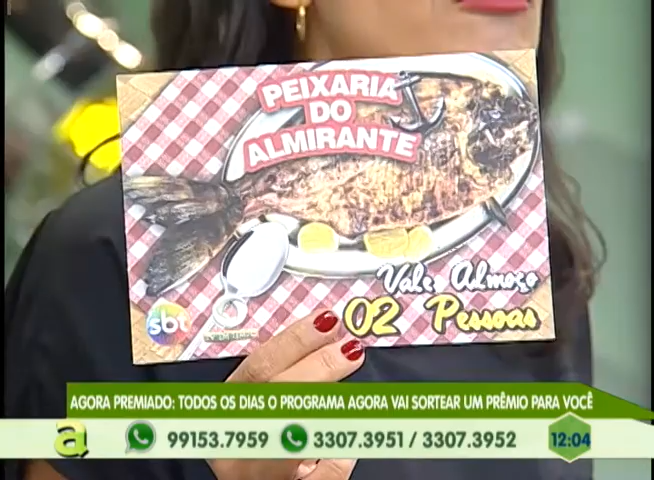 PEIXARIA
DO
ALMIRANTE
Vale Almoço
02 Pessoas
sbt
AGORA PREMIADO: TODOS OS DIAS O PROGRAMA AGORA VAI SORTEAR UM PRÊMIO PARA VOCÊ
a 99153.7959 3307.3951 / 3307.3952 12:04